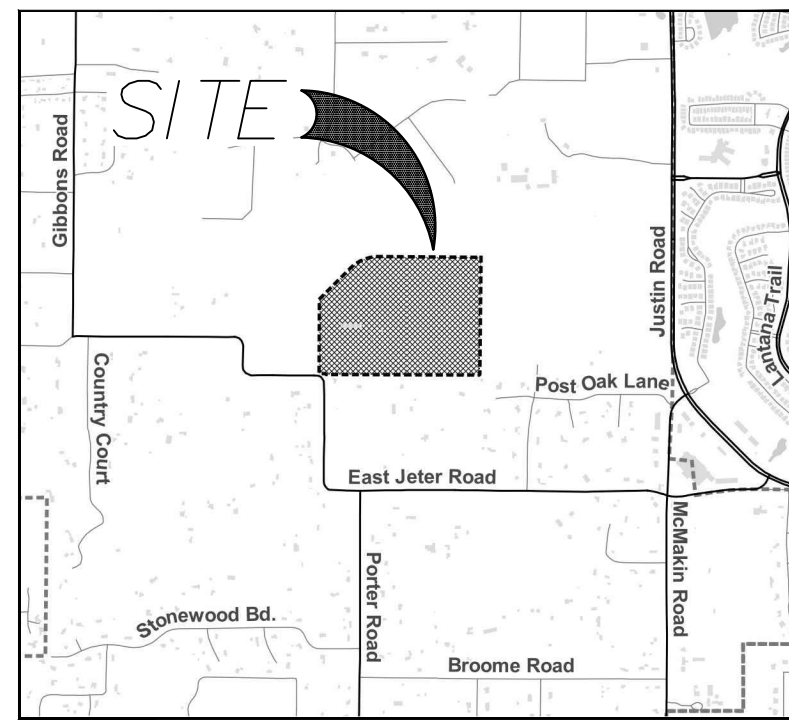 SITE
Gibbons Road
Justin Road
Lantana Trail
Country Court
Post Oak Lane
East Jeter Road
McMakin Road
Porter Road
Stonewood Bd.
Broome Road